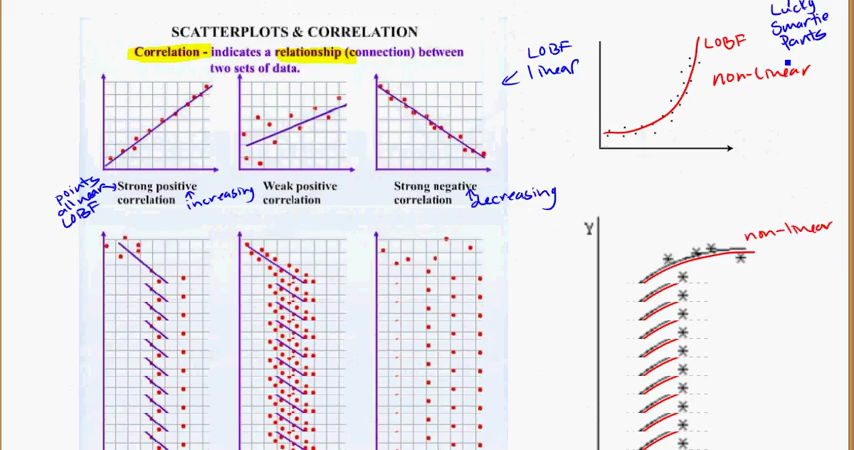 SCATTERPLOTS & CORRELATION
Correlation - indicates a relationship (connection) between
two sets of data.
LOBF
linear
LOBF
non-linear
Lucky
Smartie
Pants
Strong positive
correlation
Weak positive
correlation
Strong negative
correlation
points
all near
LOBF
increasing
decreasing
Y
non-linear